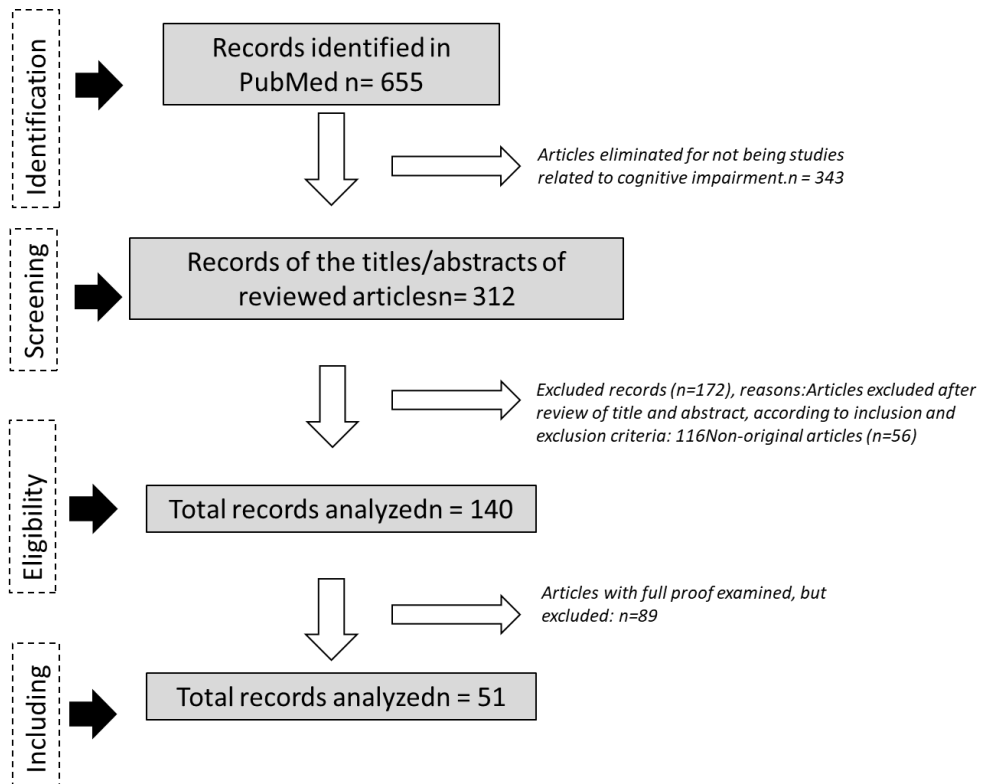 Identification
Records identified in
PubMed n= 655
Articles eliminated for not being studies
related to cognitive impairment.n = 343
Screening
Records of the titles/abstracts of
reviewed articlesn= 312
Excluded records (n=172), reasons:Articles excluded after
review of title and abstract, according to inclusion and
exclusion criteria: 116Non-original articles (n=56)
Eligibility
Total records analyzedn = 140
Articles with full proof examined, but
excluded: n=89
Including
Total records analyzedn = 51